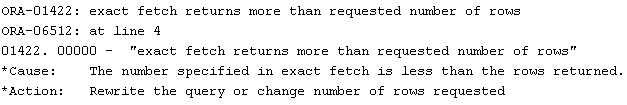 ORA-01422: exact fetch returns more than requested number of rows
ORA-06512: at line 4
01422. 00000 -  "exact fetch returns more than requested number of rows"
*Cause:    The number specified in exact fetch is less than the rows returned.
*Action:   Rewrite the query or change number of rows requested